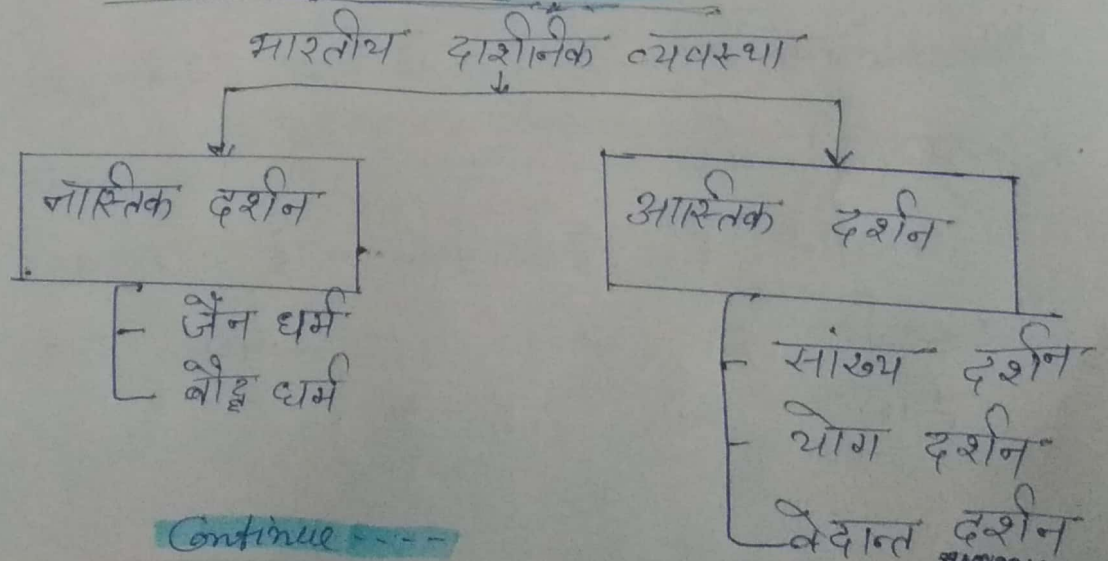 भारतीय दार्शनिक व्यवस्था
नास्तिक दर्शन
जैन धर्म
बौद्ध धर्म
आस्तिक दर्शन
सांख्य दर्शन
योग दर्शन
वेदान्त दर्शन
Continue ----